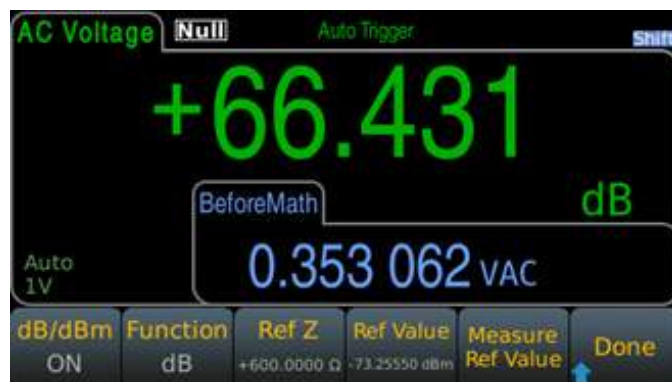 AC Voltage Null Auto Trigger Shift
+66.431
dB
BeforeMath
0.353 062 VAC
Auto
1V
dB/dBm Function Ref Z Ref Value Measure Ref Value Done
ON dB +600.0000 Ω -73.25550 dBm